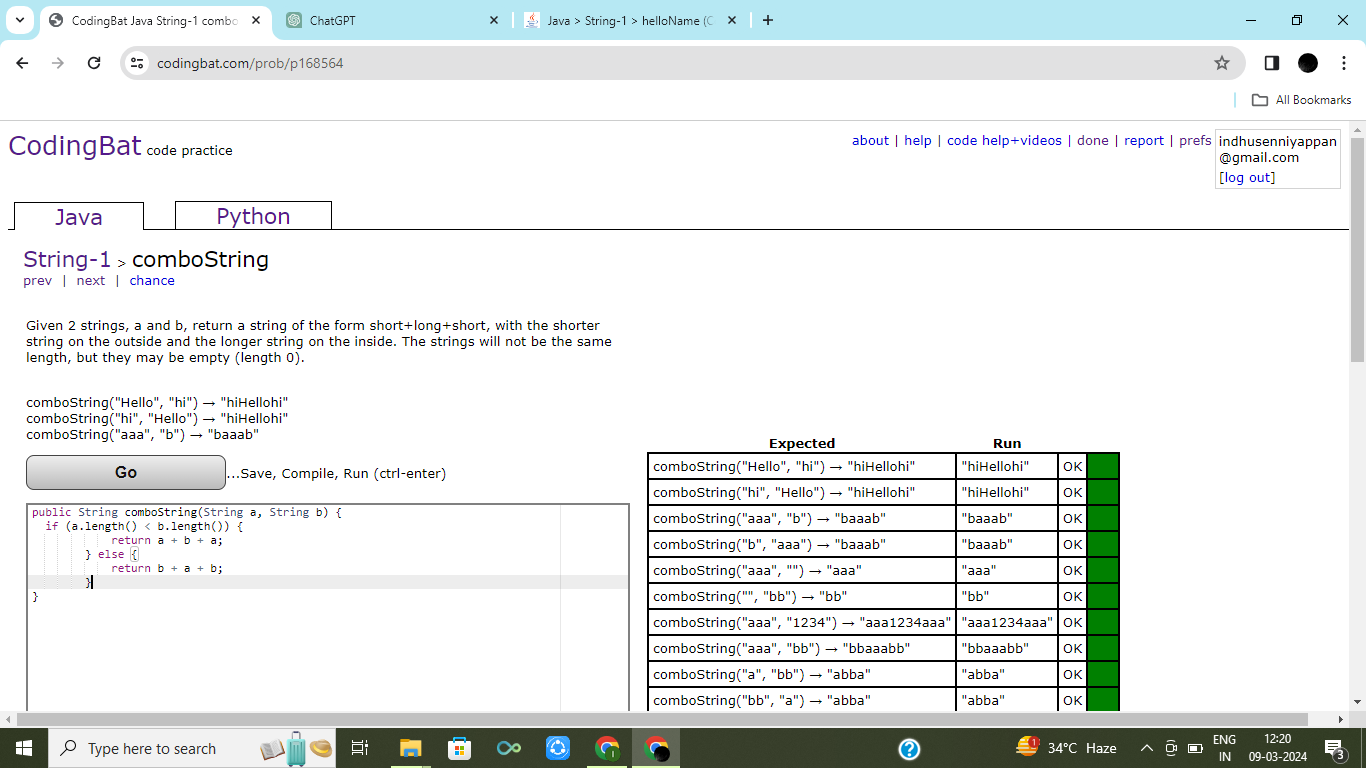 CodingBat Java String-1 combo
ChatGPT
Java > String-1 > helloName (C
codingbat.com/prob/p168564
All Bookmarks
CodingBat code practice
about | help | code help+videos | done | report | prefs
indhusenniyappan
@gmail.com
[log out]
Java
Python
String-1 > comboString
prev | next | chance
Given 2 strings, a and b, return a string of the form short+long+short, with the shorter
string on the outside and the longer string on the inside. The strings will not be the same
length, but they may be empty (length 0).
comboString("Hello", "hi") → "hiHellohi"
comboString("hi", "Hello") → "hiHellohi"
comboString("aaa", "b") → "baaab"
Go ...Save, Compile, Run (ctrl-enter)
public String comboString(String a, String b) {
if (a.length() < b.length()) {
return a + b + a;
} else {
return b + a + b;
}
}
Expected Run
comboString("Hello", "hi") → "hiHellohi" "hiHellohi" OK
comboString("hi", "Hello") → "hiHellohi" "hiHellohi" OK
comboString("aaa", "b") → "baaab" "baaab" OK
comboString("b", "aaa") → "baaab" "baaab" OK
comboString("aaa", "") → "aaa" "aaa" OK
comboString("", "bb") → "bb" "bb" OK
comboString("aaa", "1234") → "aaa1234aaa" "aaa1234aaa" OK
comboString("aaa", "bb") → "bbaaabb" "bbaaabb" OK
comboString("a", "bb") → "abba" "abba" OK
comboString("bb", "a") → "abba" "abba" OK
Type here to search
1
34°C Haze
ENG
IN
12:20
09-03-2024
3